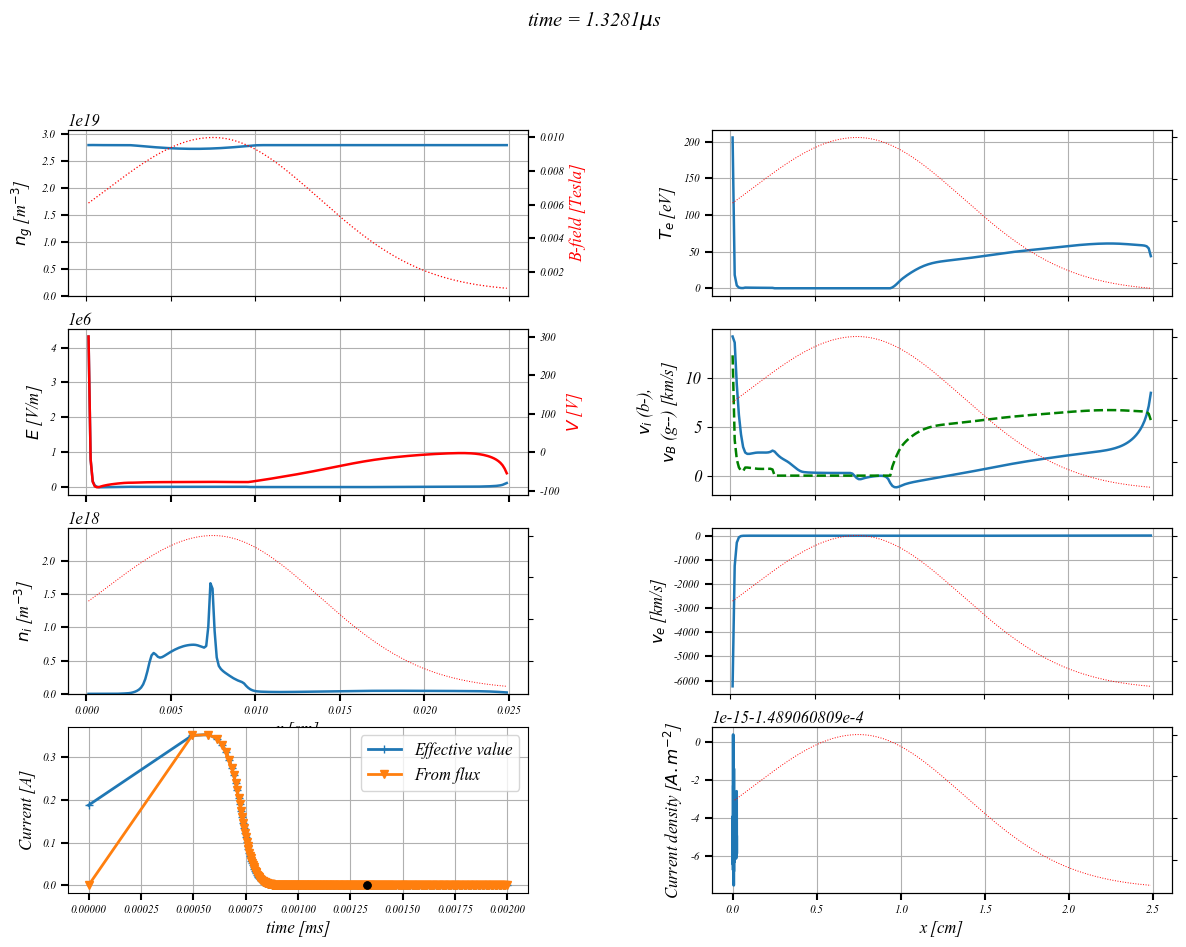 time = 1.3281μs
1e19
3.0
2.5
2.0
1.5
1.0
0.5
0.0
n_g [m^{-3}]
0.010
0.008
0.006
0.004
0.002
B-field [Tesla]
200
150
100
50
0
T_e [eV]
1e6
4
3
2
1
0
E [V/m]
300
200
100
0
-100
V [V]
10
5
0
v_i (b-),
v_B (g--) [km/s]
1e18
2.0
1.5
1.0
0.5
0.0
n_i [m^{-3}]
0.000 0.005 0.010 0.015 0.020 0.025
0
-1000
-2000
-3000
-4000
-5000
-6000
v_e [km/s]
0.3
0.2
0.1
0.0
Current [A]
Effective value
From flux
0.00000 0.00025 0.00050 0.00075 0.00100 0.00125 0.00150 0.00175 0.00200
time [ms]
1e-15-1.489060809e-4
0
-2
-4
-6
Current density [A.m^{-2}]
0.0 0.5 1.0 1.5 2.0 2.5
x [cm]